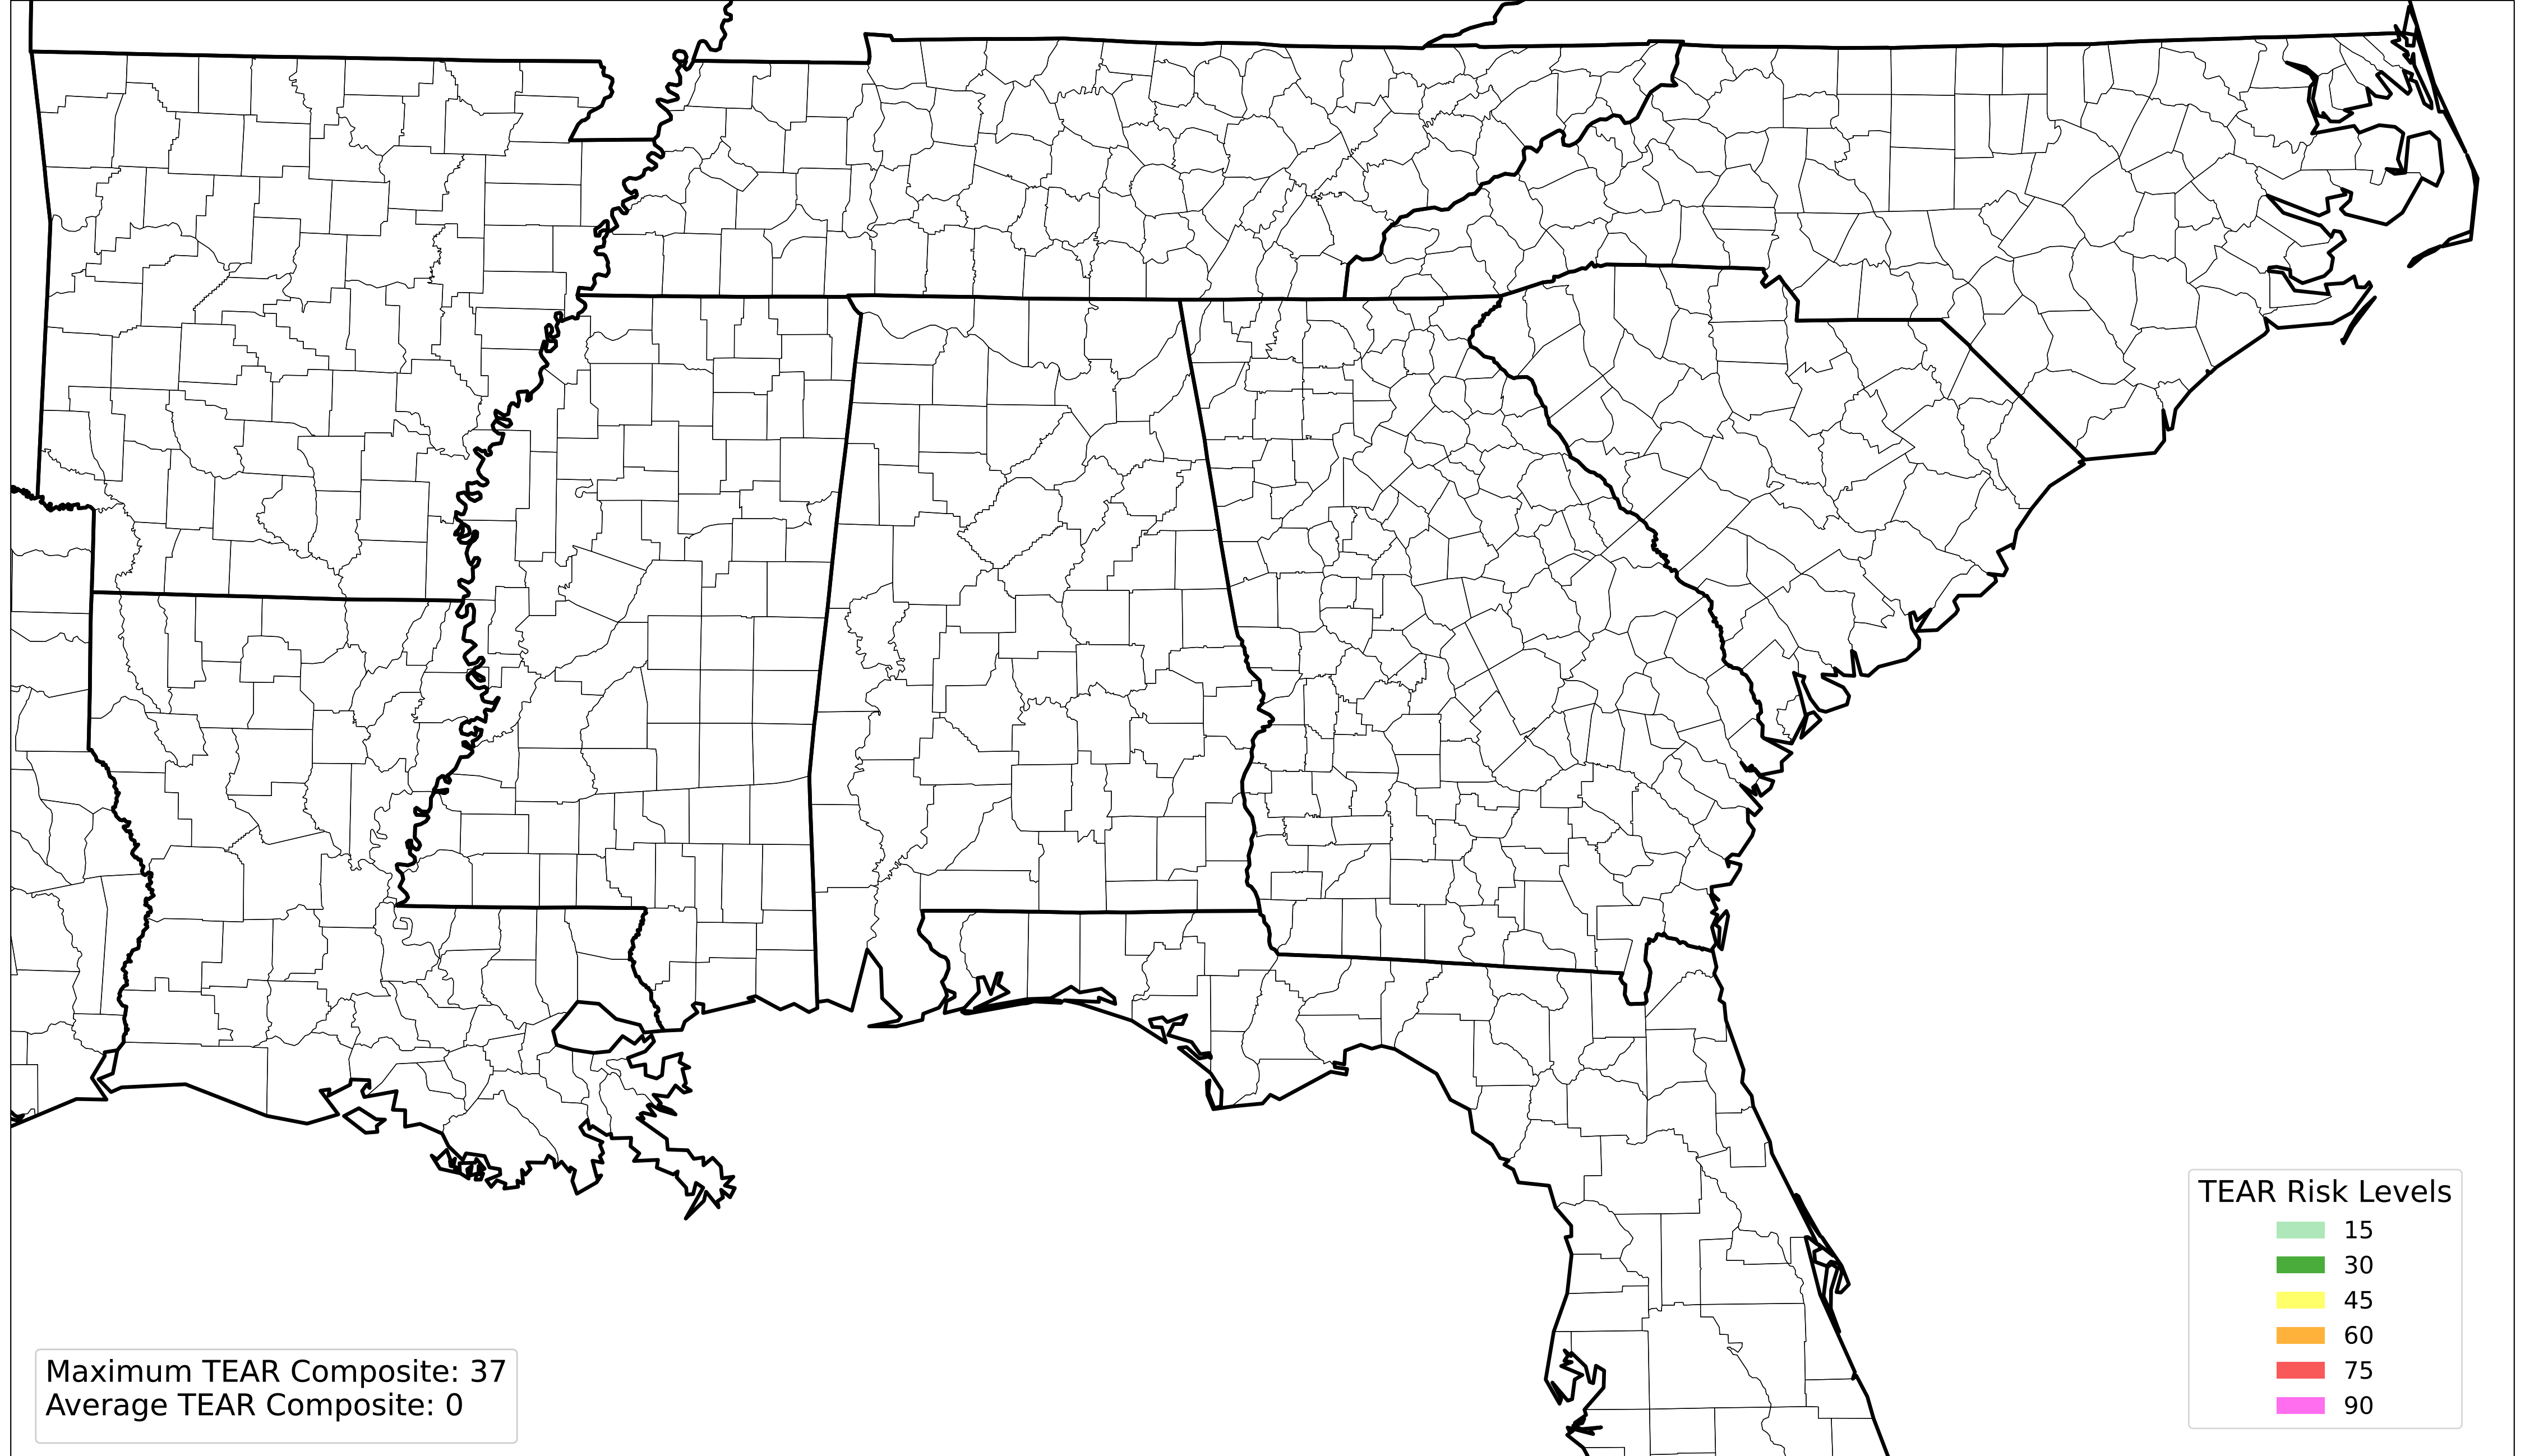 TEAR Risk Levels
15
30
45
60
75
90
Maximum TEAR Composite: 37
Average TEAR Composite: 0